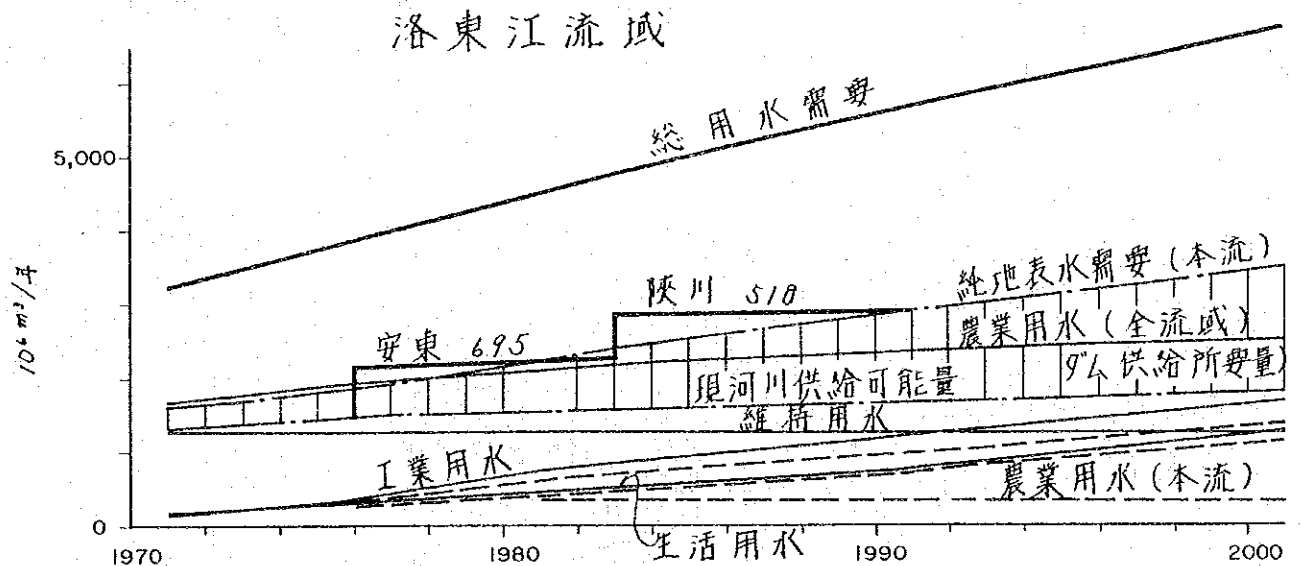 洛東江流域
総用水需要
5,000
10⁶m³/年
陜川 518
純地表水需要(本流)
安東 695
農業用水(全流域)
現河川供給可能量
ダム供給所要量)
維持用水
工業用水
農業用水(本流)
0
生活用水
1970
1980
1990
2000